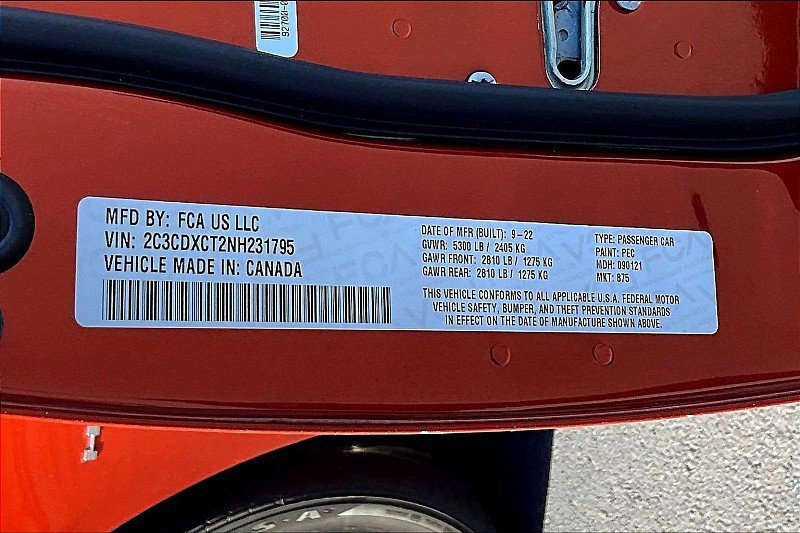 92700-0
MFD BY: FCA US LLC
VIN: 2C3CDXCT2NH231795
VEHICLE MADE IN: CANADA
DATE OF MFR (BUILT): 9-22
GVWR: 5300 LB / 2405 KG
GAWR FRONT: 2810 LB / 1275 KG
GAWR REAR: 2810 LB / 1275 KG
TYPE: PASSENGER CAR
PAINT: PEC
MDH: 090121
MKT: 875
THIS VEHICLE CONFORMS TO ALL APPLICABLE U.S.A. FEDERAL MOTOR
VEHICLE SAFETY, BUMPER, AND THEFT PREVENTION STANDARDS
IN EFFECT ON THE DATE OF MANUFACTURE SHOWN ABOVE.